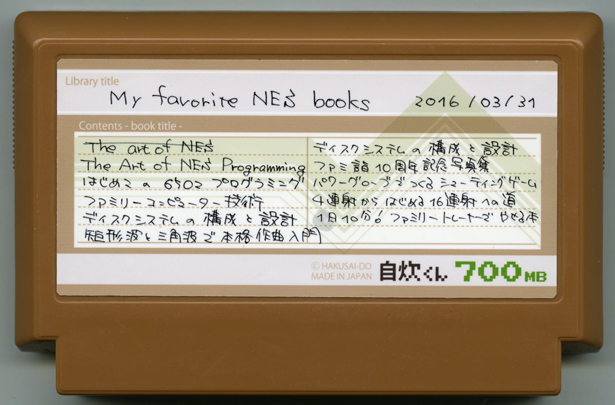 Library title
My favorite NES books 2016/03/31
Contents - book title -
The art of NES
The Art of NES Programming
はじめての 6502 プログラミング
ファミリーコンピューター技術
ディスクシステムの構成と設計
矩形波と三角波で本格作曲入門
ディスクシステムの構成と設計
ファミ詣10周年記念写真集
パワーグローブでつくるシューティングゲーム
4連射からはじめる16連射への道
1日10分! ファミリートレーナーでやせる本
© HAKUSAI-DO
MADE IN JAPAN
自炊くん 700MB